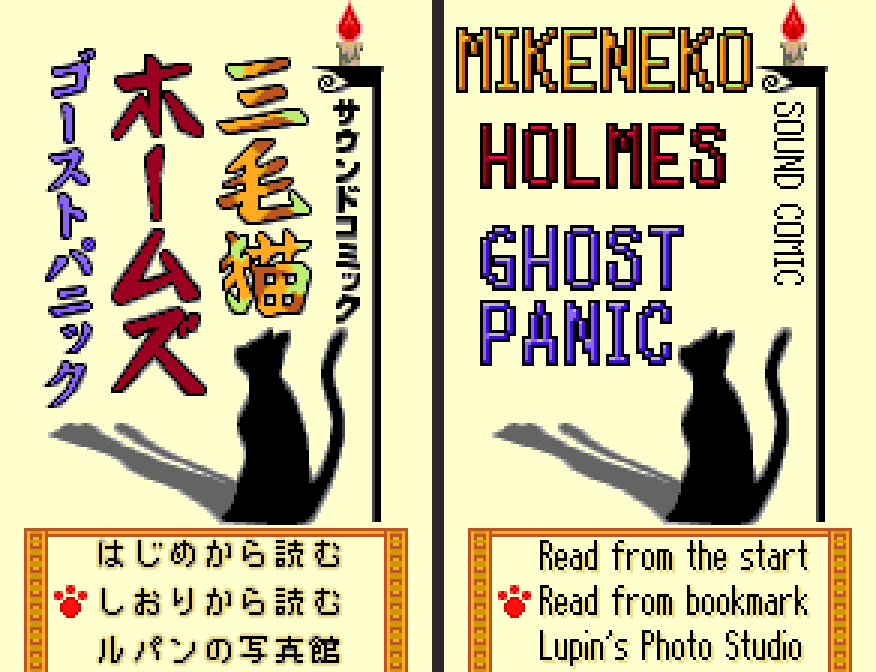 サウンドコミック
三毛猫
ホームズ
ゴーストパニック
はじめから読む
しおりから読む
ルパンの写真館
MIKENEKO
HOLMES
GHOST
PANIC
SOUND COMIC
Read from the start
Read from bookmark
Lupin's Photo Studio